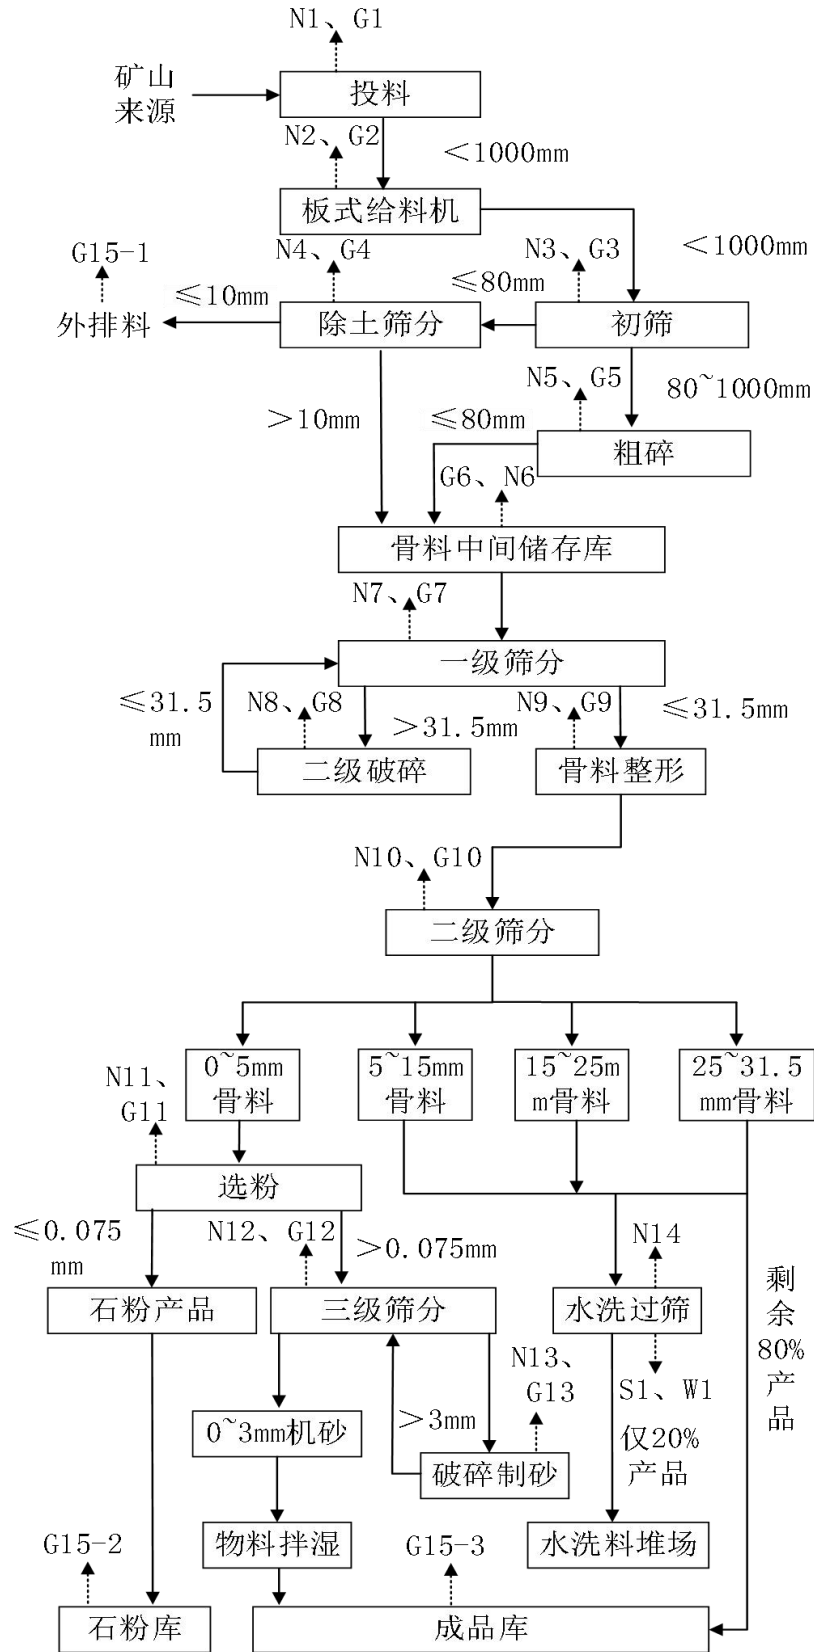 N1、G1
矿山
来源
投料
N2、G2
<1000mm
板式给料机
G15-1
N4、G4
N3、G3
<1000mm
≤10mm
≤80mm
外排料
除土筛分
初筛
N5、G5
80~1000mm
>10mm
≤80mm
粗碎
G6、N6
骨料中间储存库
N7、G7
一级筛分
≤31.5
mm
N8、G8
>31.5mm
N9、G9
≤31.5mm
二级破碎
骨料整形
N10、G10
二级筛分
0~5mm
骨料
5~15mm
骨料
15~25m
m骨料
25~31.5
mm骨料
N11、
G11
选粉
≤0.075
mm
N12、G12
>0.075mm
N14
石粉产品
三级筛分
水洗过筛
剩
余
80%
产
品
N13、
G13
S1、W1
>3mm
仅20%
产品
0~3mm机砂
破碎制砂
物料拌湿
水洗料堆场
G15-2
G15-3
石粉库
成品库